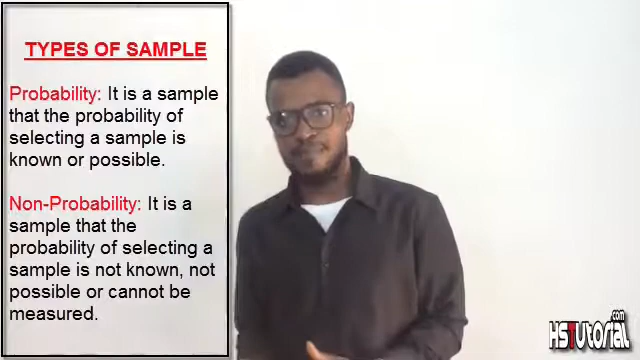 TYPES OF SAMPLE
Probability: It is a sample
that the probability of
selecting a sample is
known or possible.
Non-Probability: It is a
sample that the
probability of selecting a
sample is not known, not
possible or cannot be
measured.
HSTutorial.com